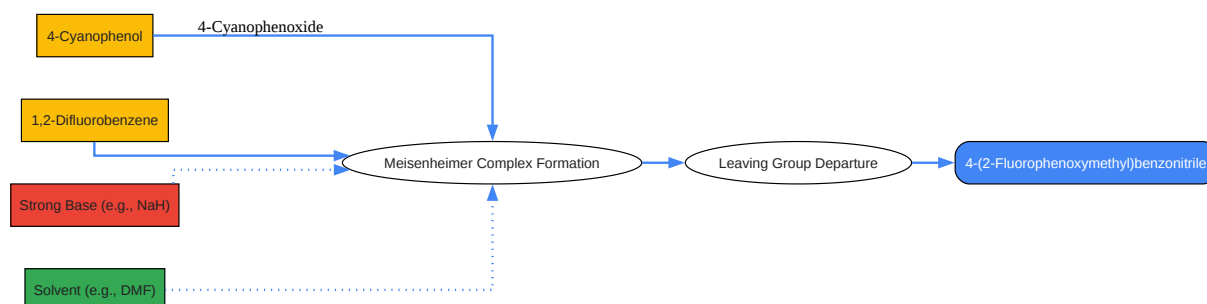 4-Cyanophenol
4-Cyanophenoxide
1,2-Difluorobenzene
Meisenheimer Complex Formation
Leaving Group Departure
4-(2-Fluorophenoxymethyl)benzonitrile
Strong Base (e.g., NaH)
Solvent (e.g., DMF)